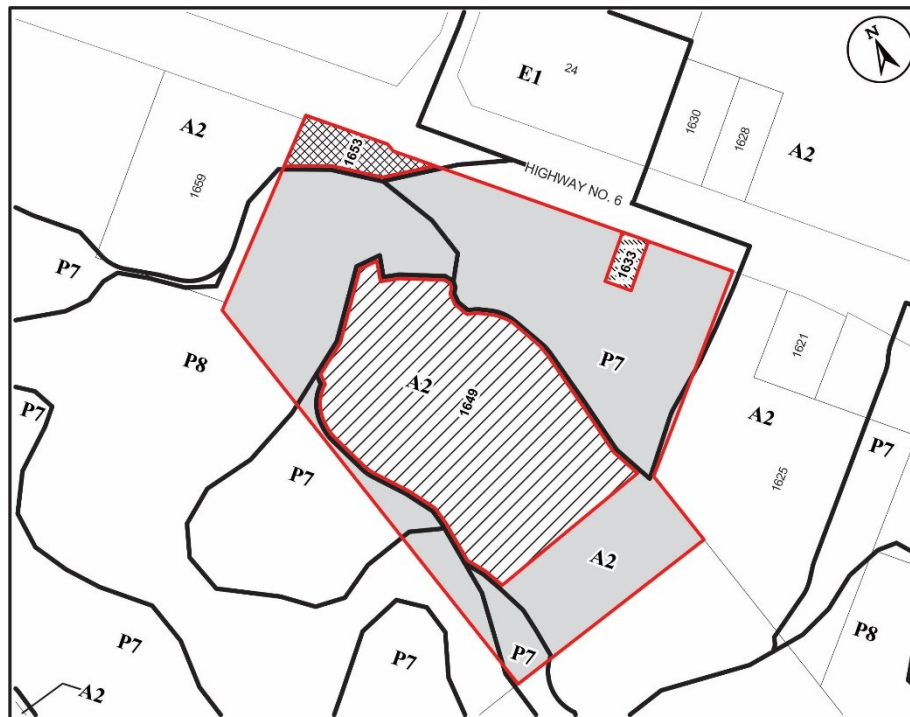 N
24
E1
1630
1628
A2
A2
1653
1659
HIGHWAY NO. 6
1633
P7
P8
P7
1621
A2
1649
A2
P7
P7
P7
1625
A2
P8
P7
P7
P7
A2